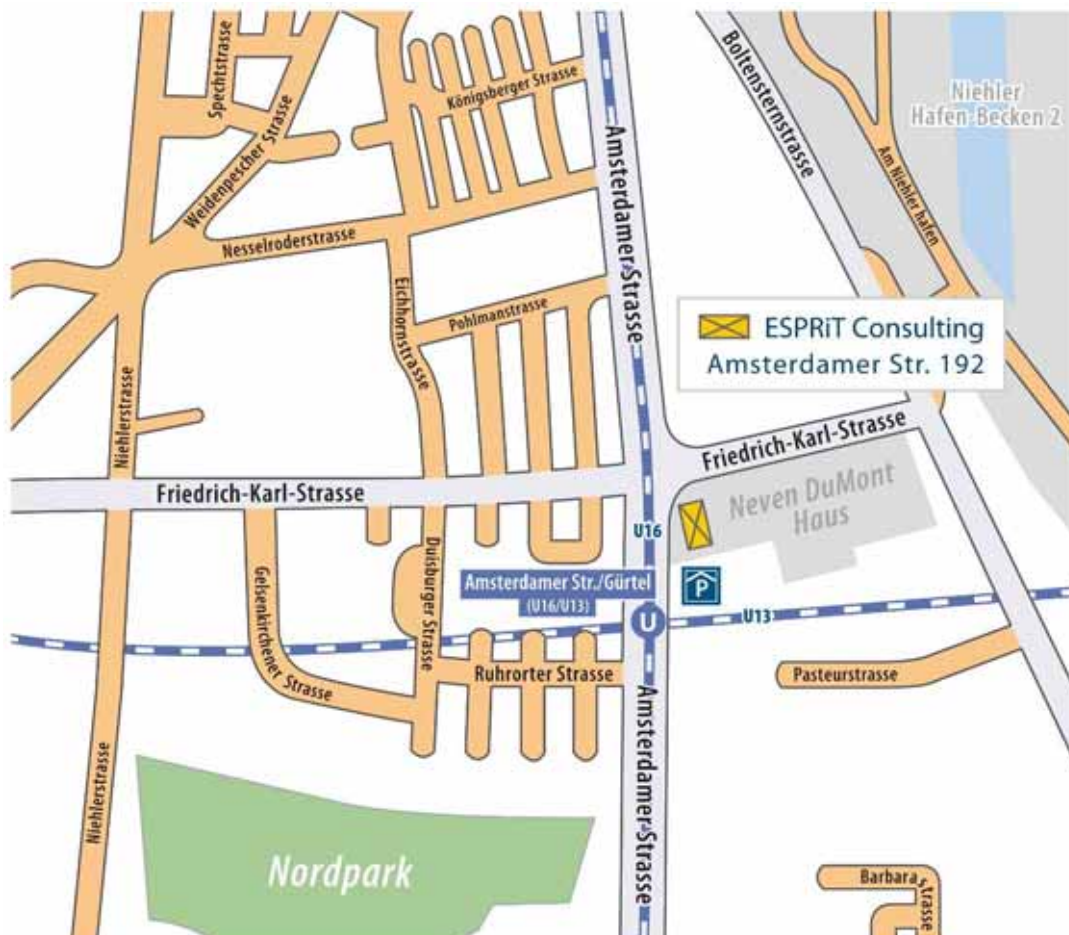 Spechtstrasse
Weidenpescher Strasse
Königsberger Strasse
Amsterdamer Strasse
Boltensternstrasse
Niehler
Hafen-Becken 2
Am Niehler hafen
Nesselroderstrasse
Eichhornstrasse
Pohlmanstrasse
ESPRiT Consulting
Amsterdamer Str. 192
Niehlerstrasse
Friedrich-Karl-Strasse
Friedrich-Karl-Strasse
Neven DuMont
Haus
U16
P
Amsterdamer Str./Gürtel
(U16/U13)
U
U13
Gelsenkirchener Strasse
Duisburger Strasse
Ruhrorter Strasse
Pasteurstrasse
Amsterdamer Strasse
Niehlerstrasse
Nordpark
Barbarastrasse